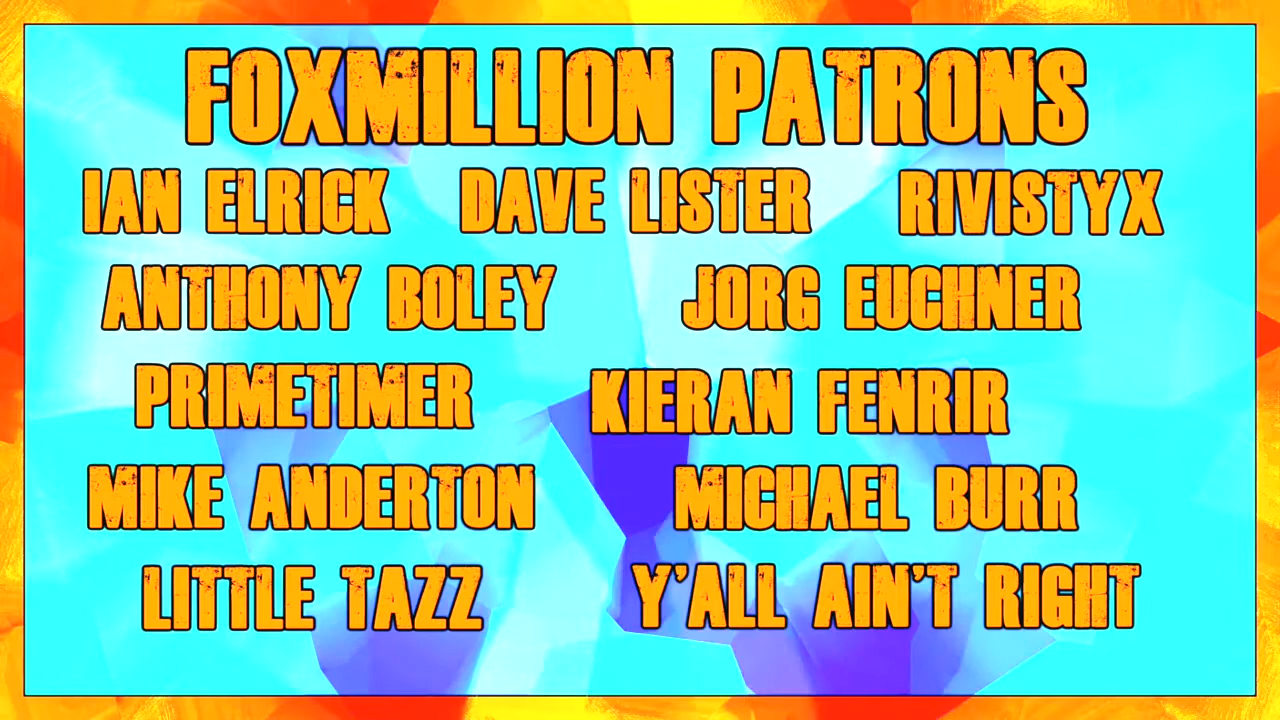 FOXMILLION PATRONS
IAN ELRICK DAVE LISTER RIVISTYX
ANTHONY BOLEY JORG EUCHNER
PRIMETIMER KIERAN FENRIR
MIKE ANDERTON MICHAEL BURR
LITTLE TAZZ Y'ALL AIN'T RIGHT